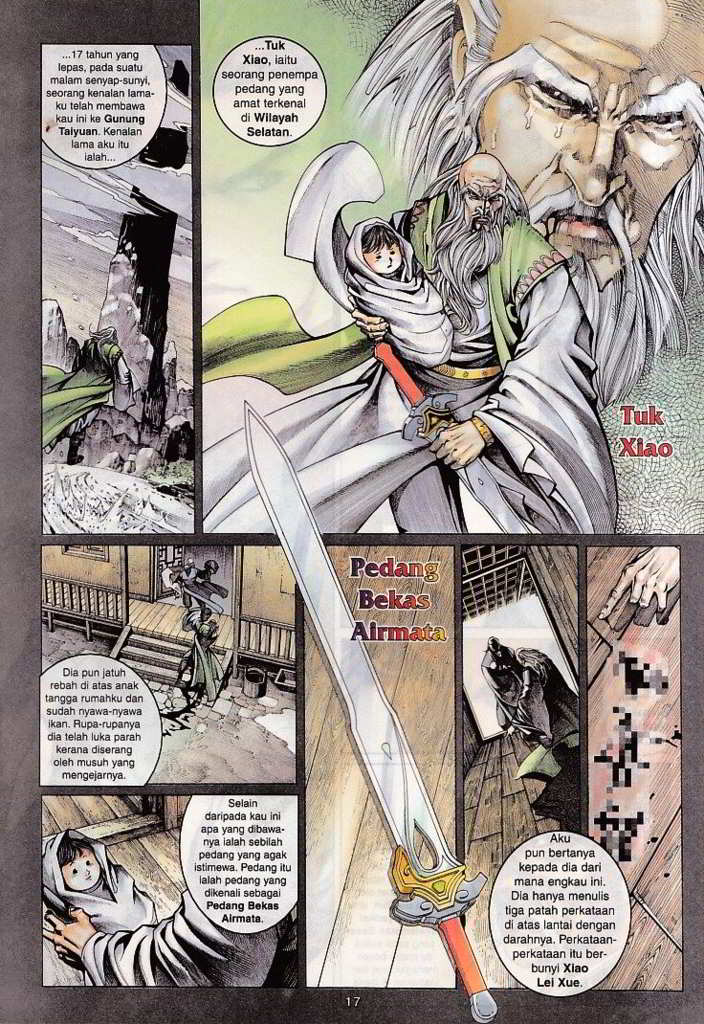 ...17 tahun yang
lepas, pada suatu
malam senyap-sunyi,
seorang kenalan lama-
ku telah membawa
kau ini ke Gunung
Taiyuan. Kenalan
lama aku itu
ialah...
...Tuk
Xiao, iaitu
seorang penempa
pedang yang
amat terkenal
di Wilayah
Selatan.
Tuk
Xiao
Dia pun jatuh
rebah di atas anak
tangga rumahku dan
sudah nyawa-nyawa
ikan. Rupa-rupanya
dia telah luka parah
kerana diserang
oleh musuh yang
mengejarnya.
Pedang
Bekas
Airmata
Selain
daripada kau ini
apa yang dibawa-
nya ialah sebilah
pedang yang agak
istimewa. Pedang itu
ialah pedang yang
dikenali sebagai
Pedang Bekas
Airmata.
Aku
pun bertanya
kepada dia dari
mana engkau ini.
Dia hanya menulis
tiga patah perkataan
di atas lantai dengan
darahnya. Perkataan-
perkataan itu ber-
bunyi Xiao
Lei Xue.
17